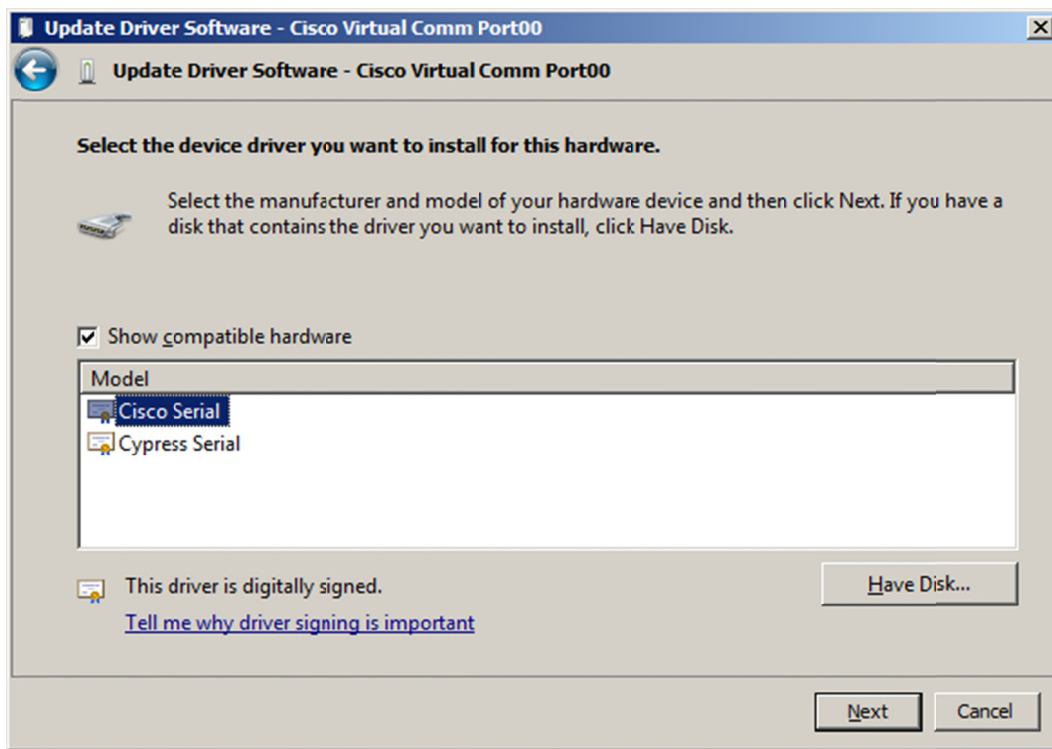 Update Driver Software - Cisco Virtual Comm Port00
Update Driver Software - Cisco Virtual Comm Port00
Select the device driver you want to install for this hardware.
Select the manufacturer and model of your hardware device and then click Next. If you have a
disk that contains the driver you want to install, click Have Disk.
Show compatible hardware
Model
Cisco Serial
Cypress Serial
This driver is digitally signed.
Have Disk...
Tell me why driver signing is important
Next
Cancel